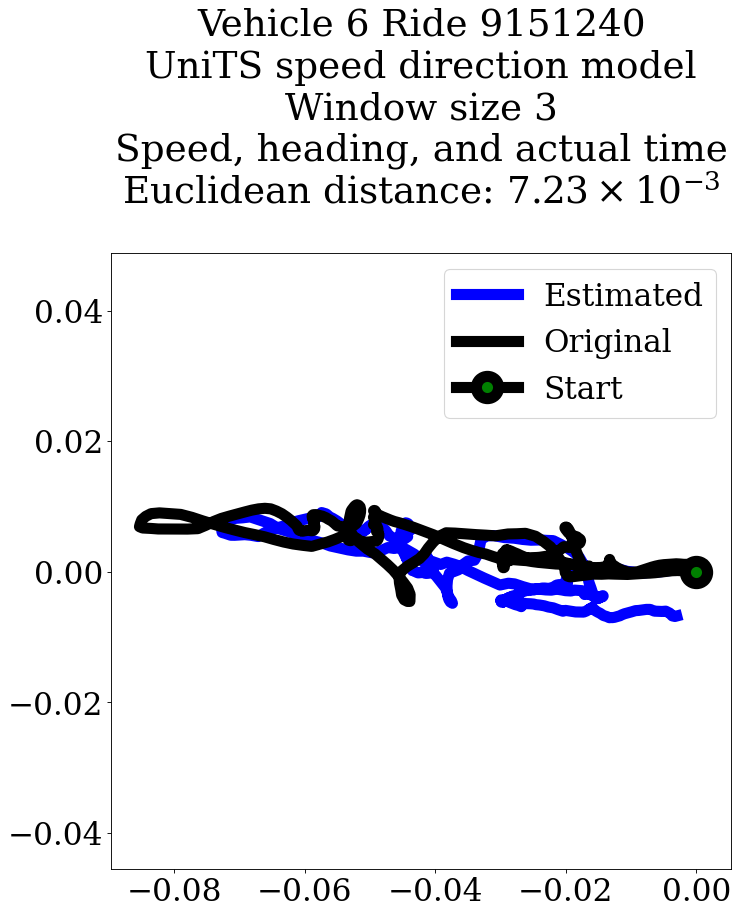 Vehicle 6 Ride 9151240
UniTS speed direction model
Window size 3
Speed, heading, and actual time
Euclidean distance: 7.23 × 10⁻³
Estimated
Original
Start
0.04
0.02
0.00
−0.02
−0.04
−0.08 −0.06 −0.04 −0.02 0.00